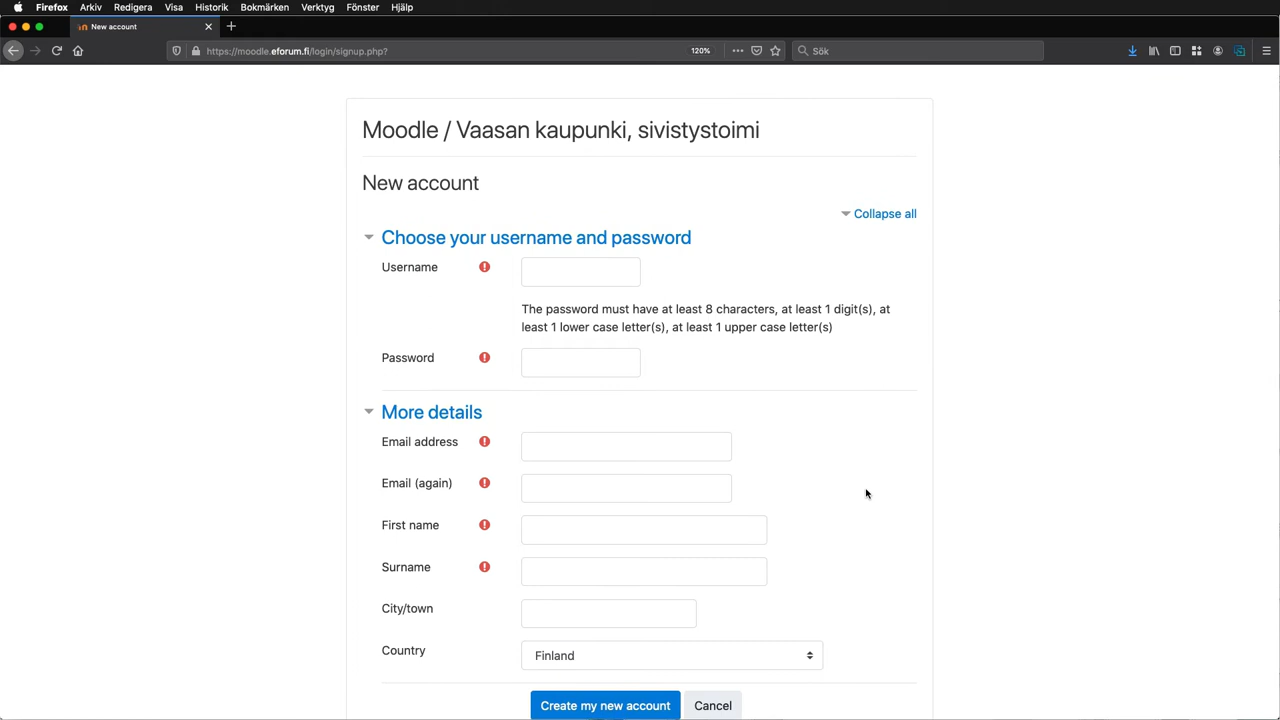 Firefox Arkiv Redigera Visa Historik Bokmärken Verktyg Fönster Hjälp
New account
https://moodle.eforum.fi/login/signup.php?
120%
Sök
Moodle / Vaasan kaupunki, sivistystoimi
New account
Collapse all
Choose your username and password
Username
The password must have at least 8 characters, at least 1 digit(s), at
least 1 lower case letter(s), at least 1 upper case letter(s)
Password
More details
Email address
Email (again)
First name
Surname
City/town
Country
Finland
Create my new account
Cancel